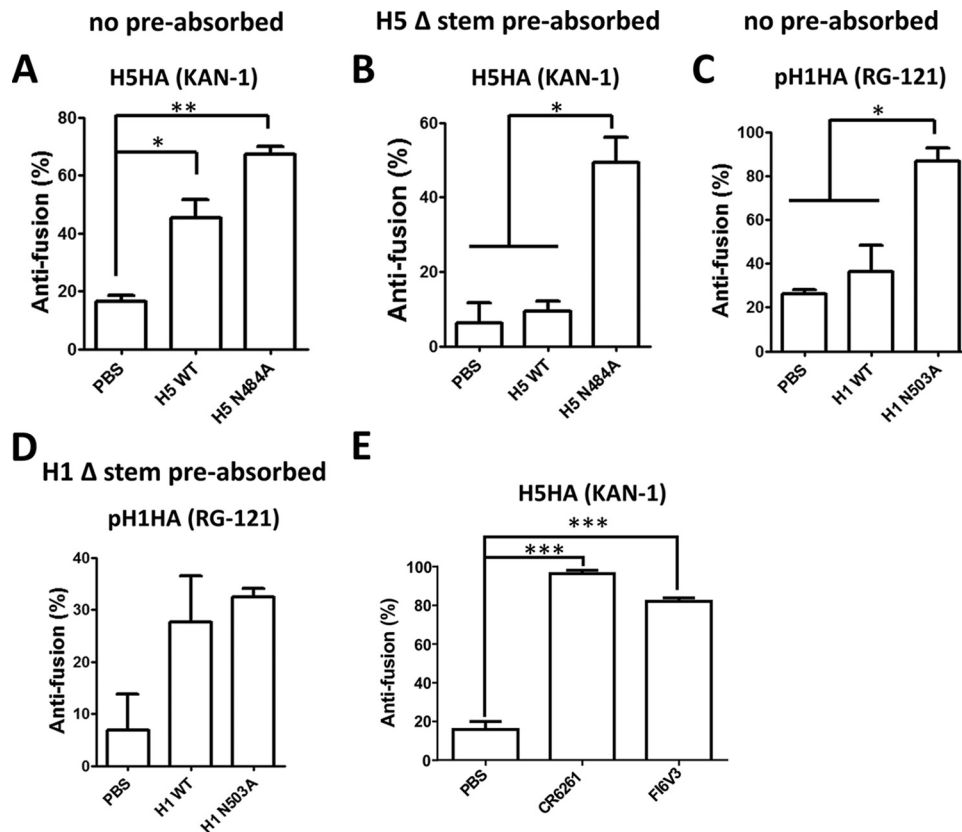 no pre-absorbed
H5 Δ stem pre-absorbed
no pre-absorbed
A
H5HA (KAN-1)
Anti-fusion (%)
80
60
40
20
0
*
**
PBS
H5 WT
H5 N484A
B
H5HA (KAN-1)
Anti-fusion (%)
60
40
20
0
*
PBS
H5 WT
H5 N484A
C
pH1HA (RG-121)
Anti-fusion (%)
100
80
60
40
20
0
*
PBS
H1 WT
H1 N503A
D
H1 Δ stem pre-absorbed
pH1HA (RG-121)
Anti-fusion (%)
40
30
20
10
0
PBS
H1 WT
H1 N503A
E
H5HA (KAN-1)
Anti-fusion (%)
100
80
60
40
20
0
***
***
PBS
CR6261
FI6V3